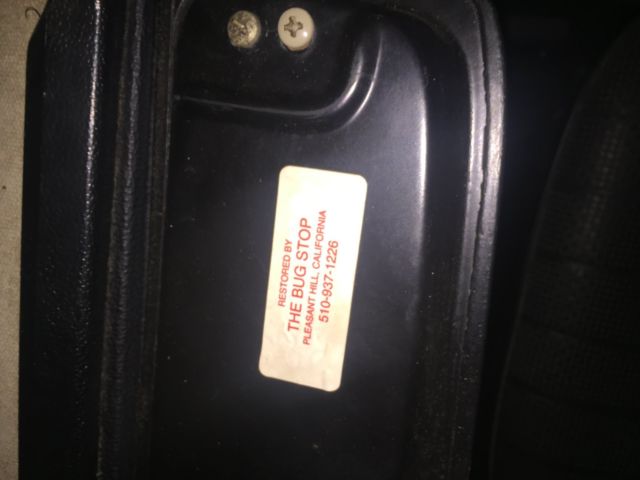 RESTORED BY
THE BUG STOP
PLEASANT HILL, CALIFORNIA
510-937-1226